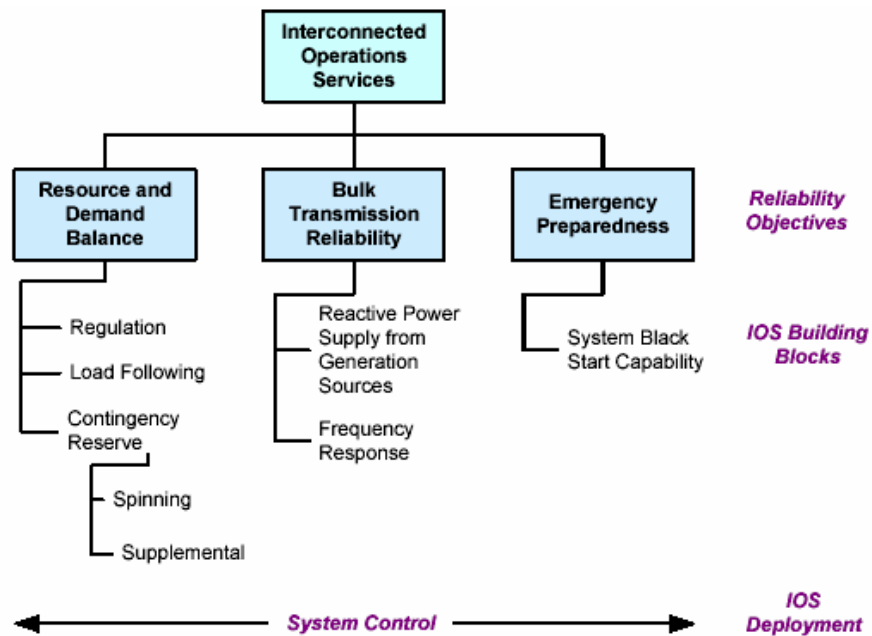 Interconnected
Operations
Services
Resource and
Demand
Balance
Bulk
Transmission
Reliability
Emergency
Preparedness
Reliability
Objectives
Regulation
Load Following
Contingency
Reserve
Spinning
Supplemental
Reactive Power
Supply from
Generation
Sources
Frequency
Response
System Black
Start Capability
IOS Building
Blocks
System Control
IOS
Deployment